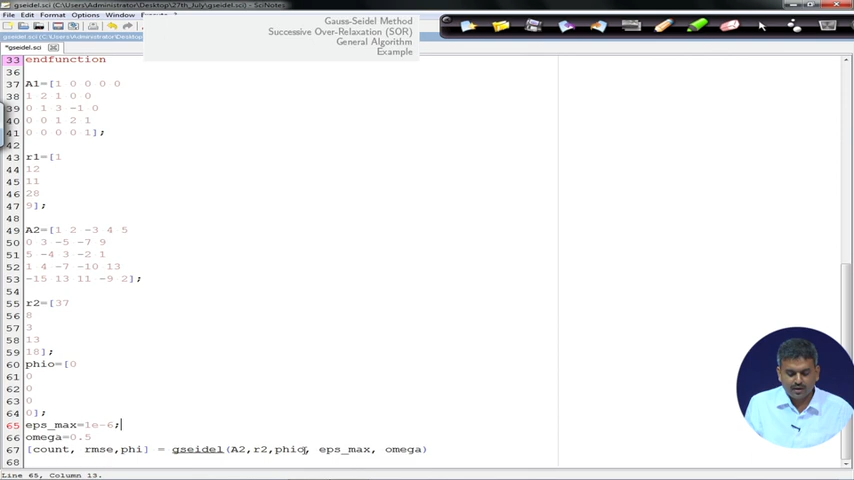 gseidel.sci (C:\Users\Administrator\Desktop\27th_July\gseidel.sci) - SciNotes
File Edit Format Options Window Execute ?
gseidel.sci (C:\Users\Administrator\Desktop
*gseidel.sci
Gauss-Seidel Method
Successive Over-Relaxation (SOR)
General Algorithm
Example
33 endfunction
36
37 A1=[1 0 0 0 0
38 1 2 1 0 0
39 0 1 3 -1 0
40 0 0 1 2 1
41 0 0 0 0 1];
42
43 r1=[1
44 12
45 11
46 28
47 9];
48
49 A2=[1 2 -3 4 5
50 0 3 -5 -7 9
51 5 -4 3 -2 1
52 1 4 -7 -10 13
53 -15 13 11 -9 2];
54
55 r2=[37
56 8
57 3
58 13
59 18];
60 phio=[0
61 0
62 0
63 0
64 0];
65 eps_max=1e-6;
66 omega=0.5
67 [count, rmse,phi] = gseidel(A2,r2,phio, eps_max, omega)
68
Line 65, Column 13.